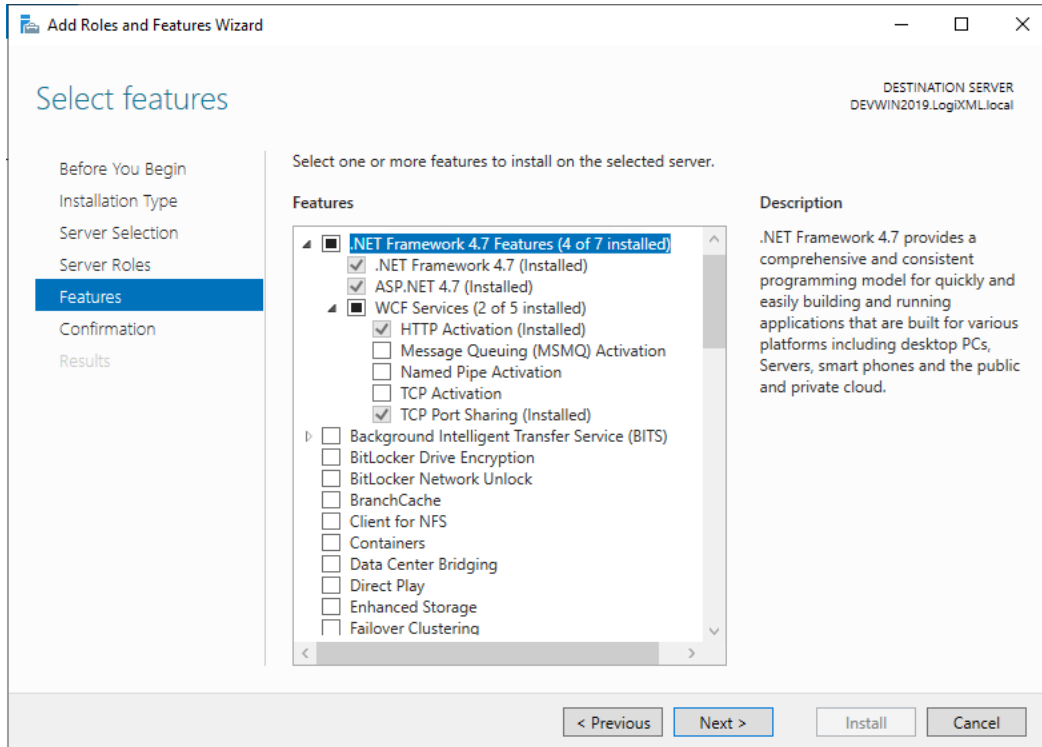 Add Roles and Features Wizard
Select features
DESTINATION SERVER
DEVWIN2019.LogiXML.local
Before You Begin
Installation Type
Server Selection
Server Roles
Features
Confirmation
Results
Select one or more features to install on the selected server.
Features
.NET Framework 4.7 Features (4 of 7 installed)
.NET Framework 4.7 (Installed)
ASP.NET 4.7 (Installed)
WCF Services (2 of 5 installed)
HTTP Activation (Installed)
Message Queuing (MSMQ) Activation
Named Pipe Activation
TCP Activation
TCP Port Sharing (Installed)
Background Intelligent Transfer Service (BITS)
BitLocker Drive Encryption
BitLocker Network Unlock
BranchCache
Client for NFS
Containers
Data Center Bridging
Direct Play
Enhanced Storage
Failover Clustering
Description
.NET Framework 4.7 provides a
comprehensive and consistent
programming model for quickly and
easily building and running
applications that are built for various
platforms including desktop PCs,
Servers, smart phones and the public
and private cloud.
< Previous
Next >
Install
Cancel